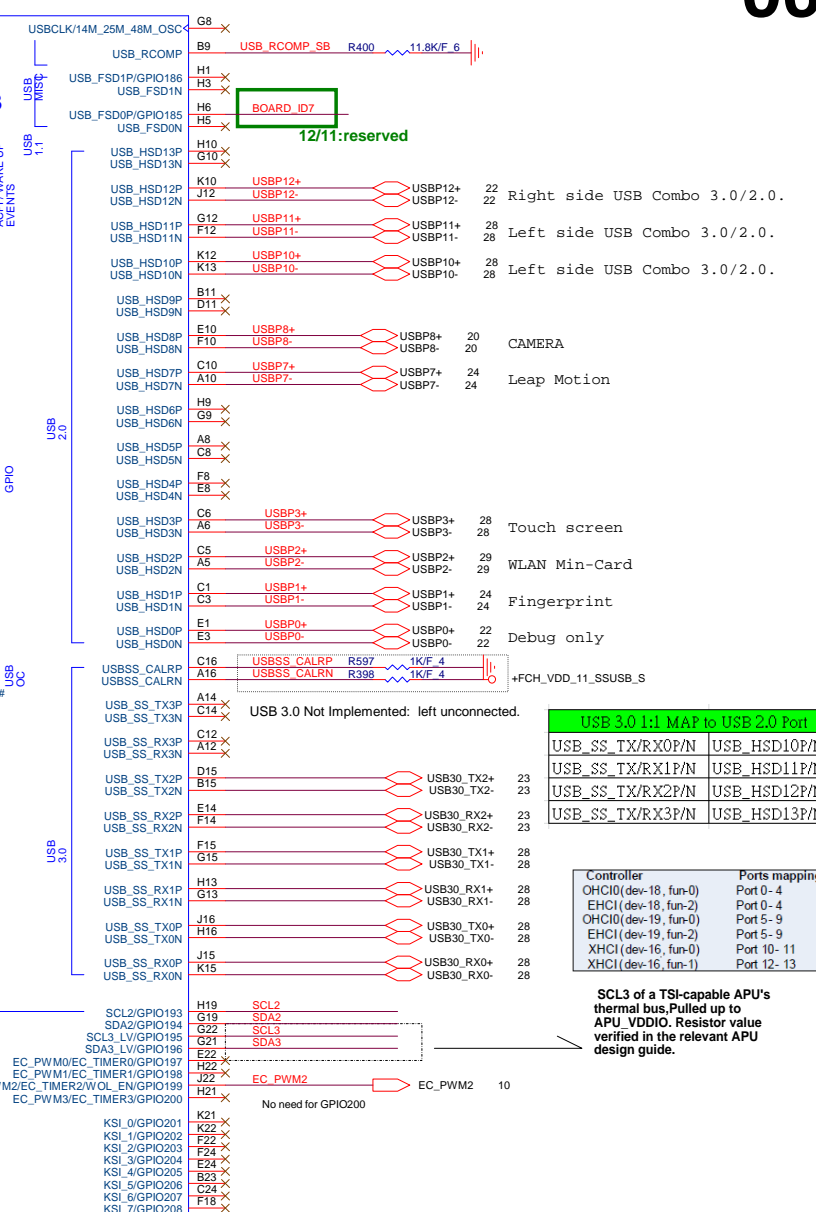 USBCLK/14M_25M_48M_OSC G8
USB_RCOMP B9 USB_RCOMP_SB R400 11.8K/F_6
USB MISC
USB_FSD1P/GPIO186 H1
USB_FSD1N H3
USB_FSD0P/GPIO185 H6 BOARD_ID7
USB_FSD0N H5
12/11:reserved
USB 1.1
EVENTS
USB_HSD13P H10
USB_HSD13N G10
USB_HSD12P K10 USBP12+ USBP12+ 22
USB_HSD12N J12 USBP12- USBP12- 22
Right side USB Combo 3.0/2.0.
USB_HSD11P G12 USBP11+ USBP11+ 28
USB_HSD11N F12 USBP11- USBP11- 28
Left side USB Combo 3.0/2.0.
USB_HSD10P K12 USBP10+ USBP10+ 28
USB_HSD10N K13 USBP10- USBP10- 28
Left side USB Combo 3.0/2.0.
USB_HSD9P B11
USB_HSD9N D11
USB_HSD8P E10 USBP8+ USBP8+ 20
USB_HSD8N F10 USBP8- USBP8- 20
CAMERA
USB_HSD7P C10 USBP7+ USBP7+ 24
USB_HSD7N A10 USBP7- USBP7- 24
Leap Motion
USB_HSD6P H9
USB_HSD6N G9
USB 2.0
USB_HSD5P A8
USB_HSD5N C8
GPIO
USB_HSD4P F8
USB_HSD4N E8
USB_HSD3P C6 USBP3+ USBP3+ 28
USB_HSD3N A6 USBP3- USBP3- 28
Touch screen
USB_HSD2P C5 USBP2+ USBP2+ 29
USB_HSD2N A5 USBP2- USBP2- 29
WLAN Min-Card
USB_HSD1P C1 USBP1+ USBP1+ 24
USB_HSD1N C3 USBP1- USBP1- 24
Fingerprint
USB_HSD0P E1 USBP0+ USBP0+ 22
USB_HSD0N E3 USBP0- USBP0- 22
Debug only
USB OC
#
USBSS_CALRP C16 USBSS_CALRP R597 1K/F_4
USBSS_CALRN A16 USBSS_CALRN R398 1K/F_4 +FCH_VDD_11_SSUSB_S
USB_SS_TX3P A14
USB_SS_TX3N C14
USB 3.0 Not Implemented: left unconnected.
USB_SS_RX3P C12
USB_SS_RX3N A12
USB_SS_TX2P D15 USB30_TX2+ 23
USB_SS_TX2N B15 USB30_TX2- 23
USB_SS_RX2P E14 USB30_RX2+ 23
USB_SS_RX2N F14 USB30_RX2- 23
USB 3.0
USB_SS_TX1P F15 USB30_TX1+ 28
USB_SS_TX1N G15 USB30_TX1- 28
USB_SS_RX1P H13 USB30_RX1+ 28
USB_SS_RX1N G13 USB30_RX1- 28
USB_SS_TX0P J16 USB30_TX0+ 28
USB_SS_TX0N H16 USB30_TX0- 28
USB_SS_RX0P J15 USB30_RX0+ 28
USB_SS_RX0N K15 USB30_RX0- 28
USB 3.0 1:1 MAP to USB 2.0 Port
USB_SS_TX/RX0P/N USB_HSD10P/N
USB_SS_TX/RX1P/N USB_HSD11P/N
USB_SS_TX/RX2P/N USB_HSD12P/N
USB_SS_TX/RX3P/N USB_HSD13P/N
Controller Ports mapping
OHCI0(dev-18, fun-0) Port 0- 4
EHCI(dev-18, fun-2) Port 0- 4
OHCI0(dev-19, fun-0) Port 5- 9
EHCI(dev-19, fun-2) Port 5- 9
XHCI(dev-16, fun-0) Port 10- 11
XHCI(dev-16, fun-1) Port 12- 13
SCL2/GPIO193 H19 SCL2
SDA2/GPIO194 G19 SDA2
SCL3_LV/GPIO195 G22 SCL3
SDA3_LV/GPIO196 G21 SDA3
EC_PWM0/EC_TIMER0/GPIO197 E22
EC_PWM1/EC_TIMER1/GPIO198 H22
M2/EC_TIMER2/WOL_EN/GPIO199 J22 EC_PWM2 EC_PWM2 10
EC_PWM3/EC_TIMER3/GPIO200 H21
No need for GPIO200
SCL3 of a TSI-capable APU's
thermal bus,Pulled up to
APU_VDDIO. Resistor value
verified in the relevant APU
design guide.
KSI_0/GPIO201 K21
KSI_1/GPIO202 K22
KSI_2/GPIO203 F22
KSI_3/GPIO204 F24
KSI_4/GPIO205 E24
KSI_5/GPIO206 B23
KSI_6/GPIO207 C24
KSI_7/GPIO208 F18